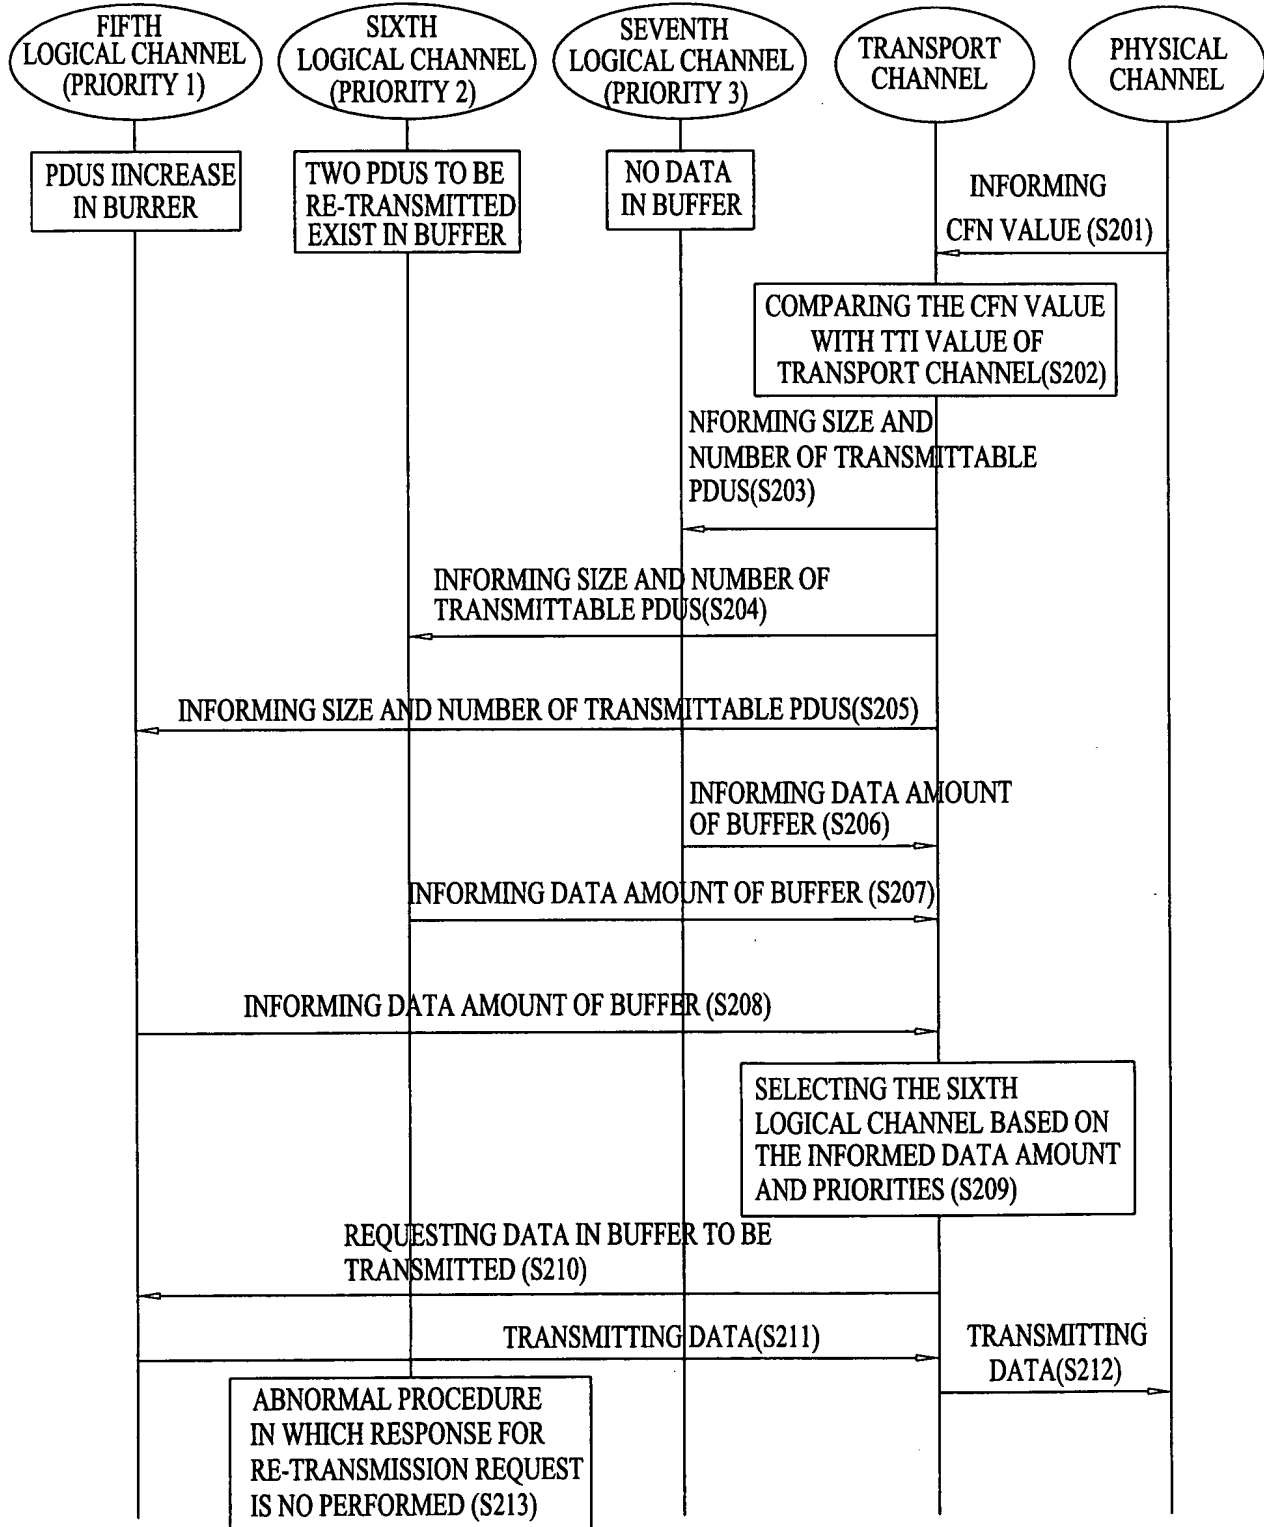 FIFTH
LOGICAL CHANNEL
(PRIORITY 1)
SIXTH
LOGICAL CHANNEL
(PRIORITY 2)
SEVENTH
LOGICAL CHANNEL
(PRIORITY 3)
TRANSPORT
CHANNEL
PHYSICAL
CHANNEL
PDUS IINCREASE
IN BURRER
TWO PDUS TO BE
RE-TRANSMITTED
EXIST IN BUFFER
NO DATA
IN BUFFER
INFORMING
CFN VALUE (S201)
COMPARING THE CFN VALUE
WITH TTI VALUE OF
TRANSPORT CHANNEL(S202)
NFORMING SIZE AND
NUMBER OF TRANSMITTABLE
PDUS(S203)
INFORMING SIZE AND NUMBER OF
TRANSMITTABLE PDUS(S204)
INFORMING SIZE AND NUMBER OF TRANSMITTABLE PDUS(S205)
INFORMING DATA AMOUNT
OF BUFFER (S206)
INFORMING DATA AMOUNT OF BUFFER (S207)
INFORMING DATA AMOUNT OF BUFFER (S208)
SELECTING THE SIXTH
LOGICAL CHANNEL BASED ON
THE INFORMED DATA AMOUNT
AND PRIORITIES (S209)
REQUESTING DATA IN BUFFER TO BE
TRANSMITTED (S210)
TRANSMITTING DATA(S211)
TRANSMITTING
DATA(S212)
ABNORMAL PROCEDURE
IN WHICH RESPONSE FOR
RE-TRANSMISSION REQUEST
IS NO PERFORMED (S213)